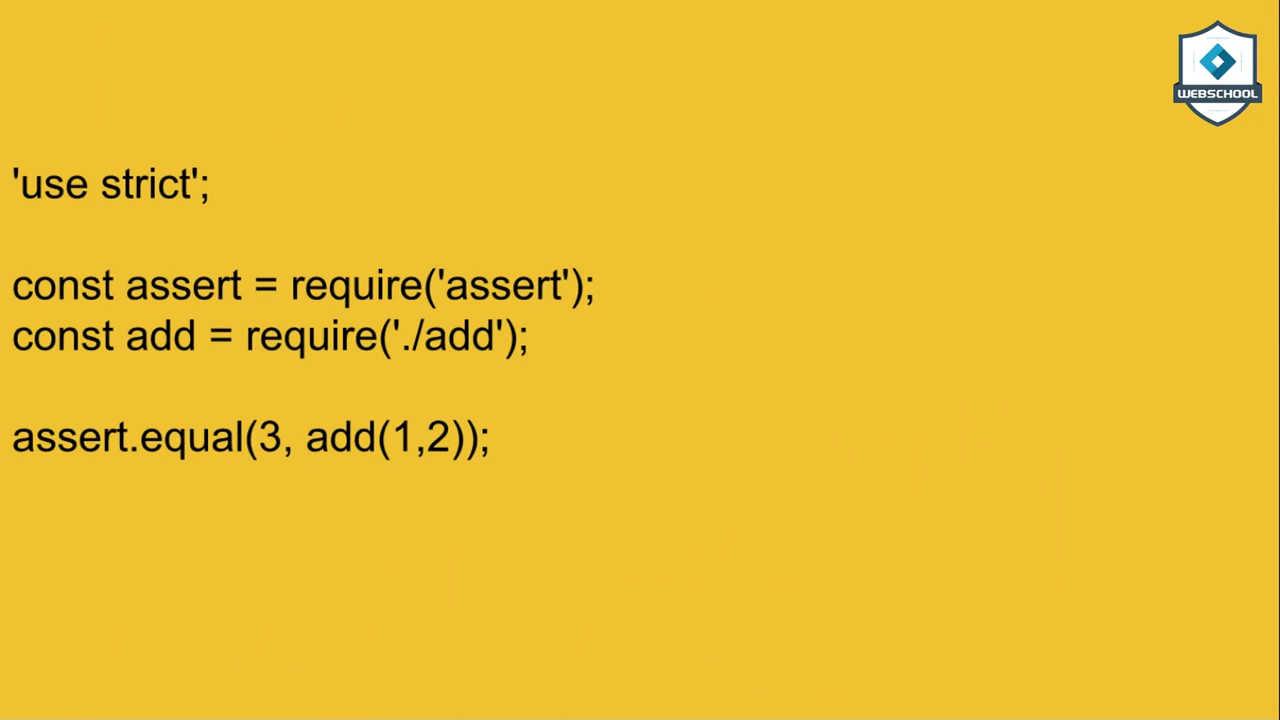 WEBSCHOOL
'use strict';
const assert = require('assert');
const add = require('./add');
assert.equal(3, add(1,2));